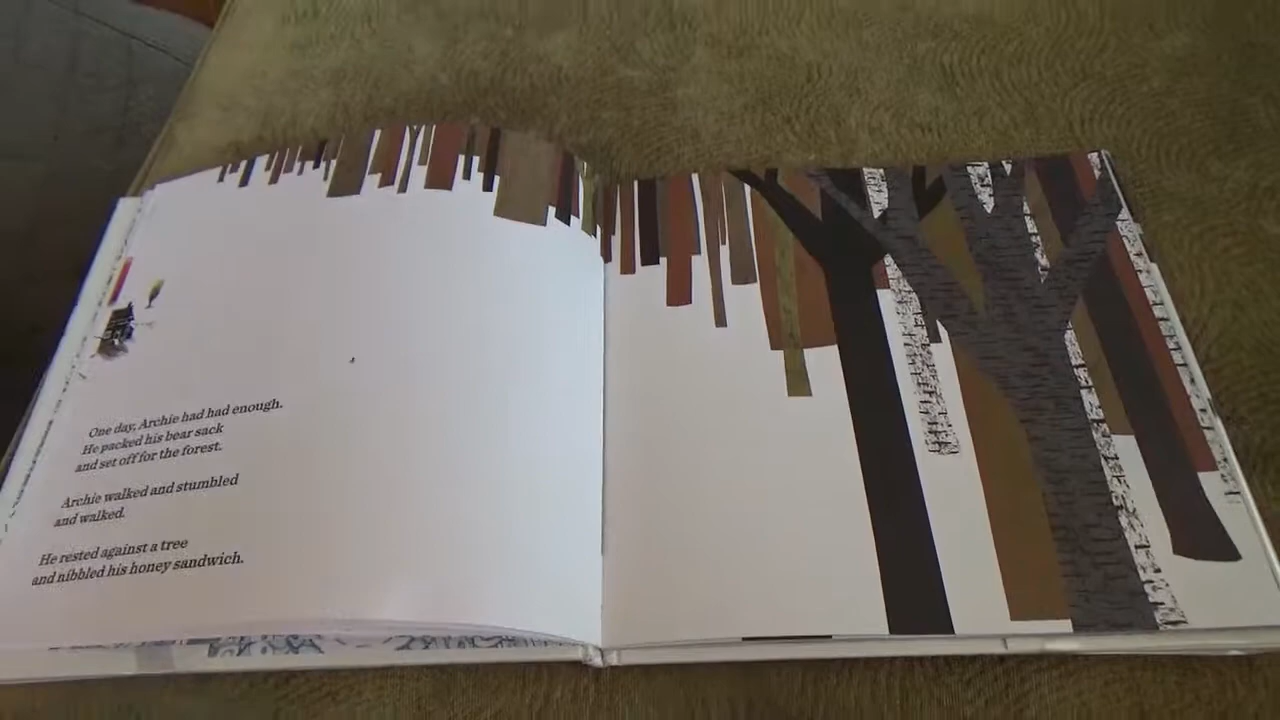 One day, Archie had had enough.
He packed his bear sack
and set off for the forest.
Archie walked and stumbled
and walked.
He rested against a tree
and nibbled his honey sandwich.